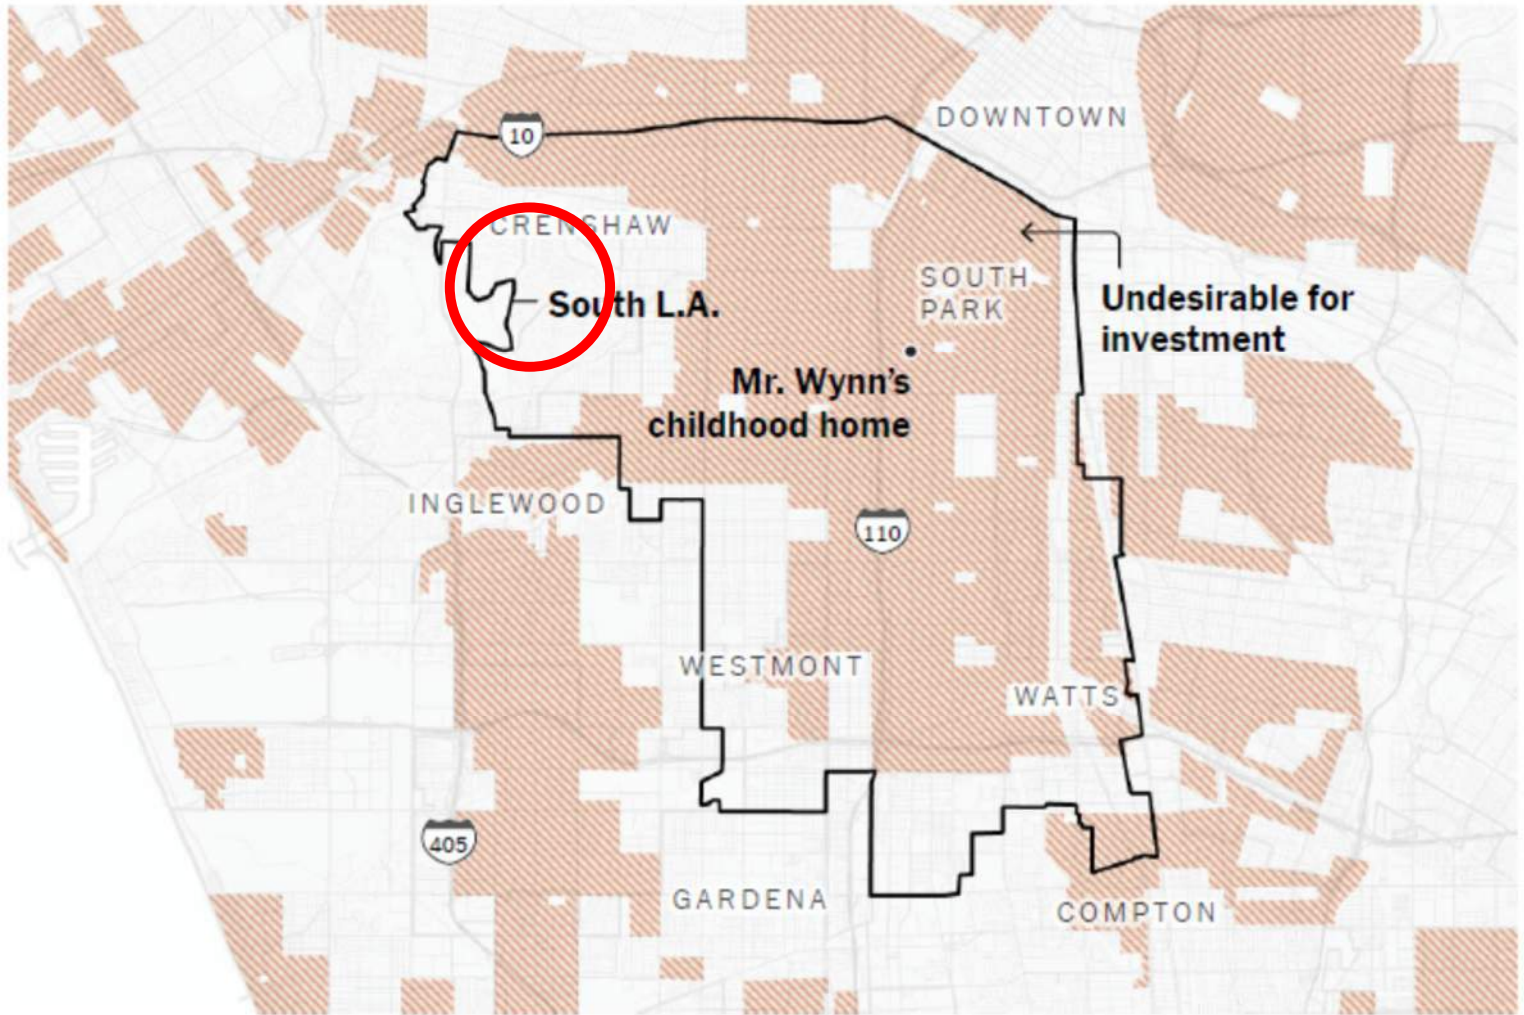 DOWNTOWN
10
CRENSHAW
SOUTH
PARK
South L.A.
Undesirable for
investment
Mr. Wynn's
childhood home
INGLEWOOD
110
WESTMONT
WATTS
405
GARDENA
COMPTON